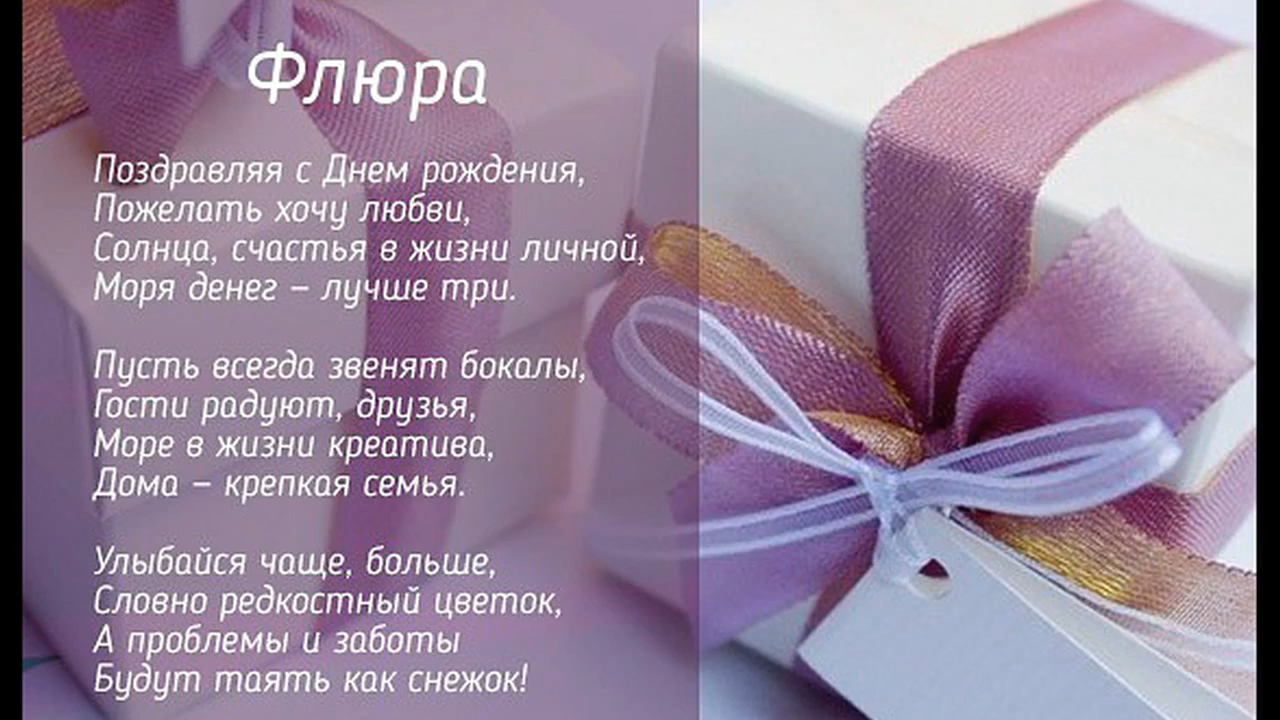 Флюра
Поздравляя с Днем рождения,
Пожелать хочу любви,
Солнца, счастья в жизни личной,
Моря денег – лучше три.
Пусть всегда звенят бокалы,
Гости радуют, друзья,
Море в жизни креатива,
Дома – крепкая семья.
Улыбайся чаще, больше,
Словно редкостный цветок,
А проблемы и заботы
Будут таять как снежок!